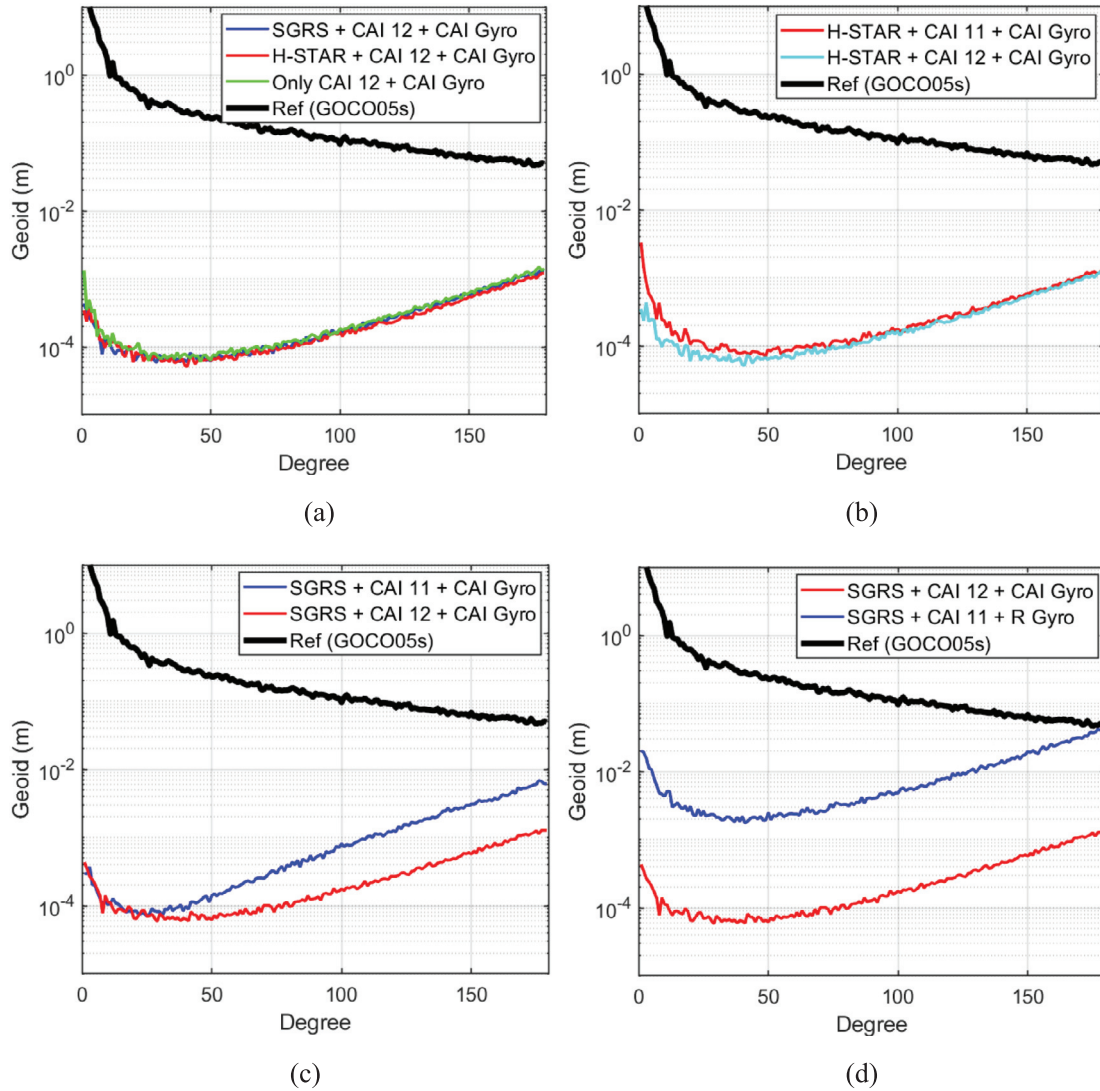 SGRS + CAI 12 + CAI Gyro
H-STAR + CAI 12 + CAI Gyro
Only CAI 12 + CAI Gyro
Ref (GOCO05s)
10^0
10^-2
10^-4
Geoid (m)
0 50 100 150
Degree
(a)
H-STAR + CAI 11 + CAI Gyro
H-STAR + CAI 12 + CAI Gyro
Ref (GOCO05s)
10^0
10^-2
10^-4
Geoid (m)
0 50 100 150
Degree
(b)
SGRS + CAI 11 + CAI Gyro
SGRS + CAI 12 + CAI Gyro
Ref (GOCO05s)
10^0
10^-2
10^-4
Geoid (m)
0 50 100 150
Degree
(c)
SGRS + CAI 12 + CAI Gyro
SGRS + CAI 11 + R Gyro
Ref (GOCO05s)
10^0
10^-2
10^-4
Geoid (m)
0 50 100 150
Degree
(d)